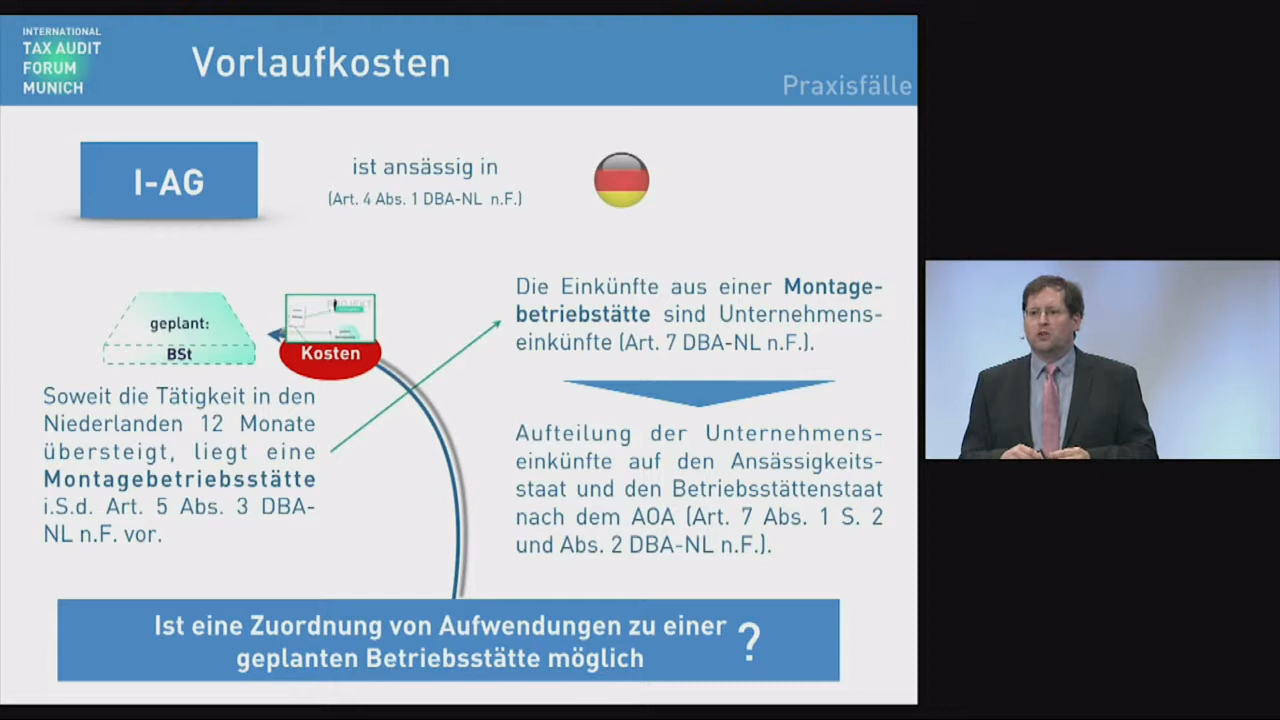 INTERNATIONAL
TAX AUDIT
FORUM
MUNICH
Vorlaufkosten
Praxisfälle
I-AG
ist ansässig in
(Art. 4 Abs. 1 DBA-NL n.F.)
geplant:
BSt
Kosten
Soweit die Tätigkeit in den
Niederlanden 12 Monate
übersteigt, liegt eine
Montagebetriebsstätte
i.S.d. Art. 5 Abs. 3 DBA-
NL n.F. vor.
Die Einkünfte aus einer Montage-
betriebstätte sind Unternehmens-
einkünfte (Art. 7 DBA-NL n.F.).
Aufteilung der Unternehmens-
einkünfte auf den Ansässigkeits-
staat und den Betriebsstättenstaat
nach dem AOA (Art. 7 Abs. 1 S. 2
und Abs. 2 DBA-NL n.F.).
Ist eine Zuordnung von Aufwendungen zu einer
geplanten Betriebsstätte möglich ?